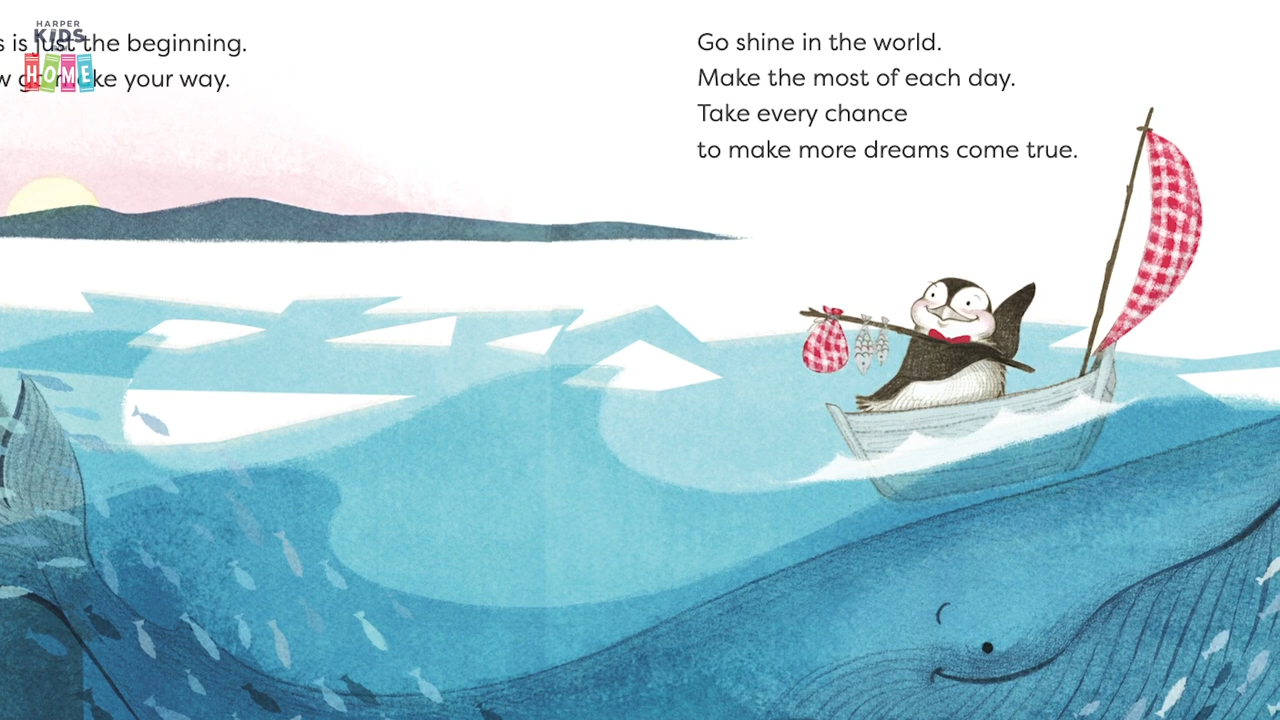 HARPER
KiDS
HOME
s is just the beginning.
ke your way.
Go shine in the world.
Make the most of each day.
Take every chance
to make more dreams come true.